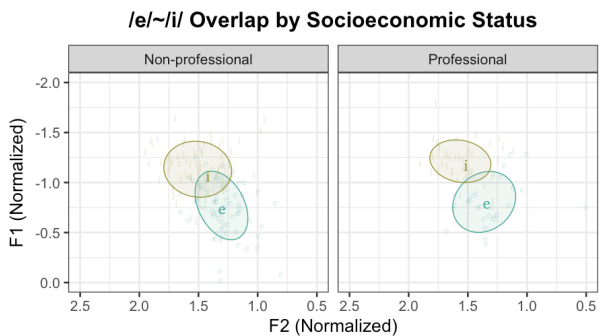 /e/~/i/ Overlap by Socioeconomic Status
Non-professional
Professional
F1 (Normalized)
-2.0
-1.5
-1.0
-0.5
0.0
i
e
i
e
2.5 2.0 1.5 1.0 0.5
2.5 2.0 1.5 1.0 0.5
F2 (Normalized)